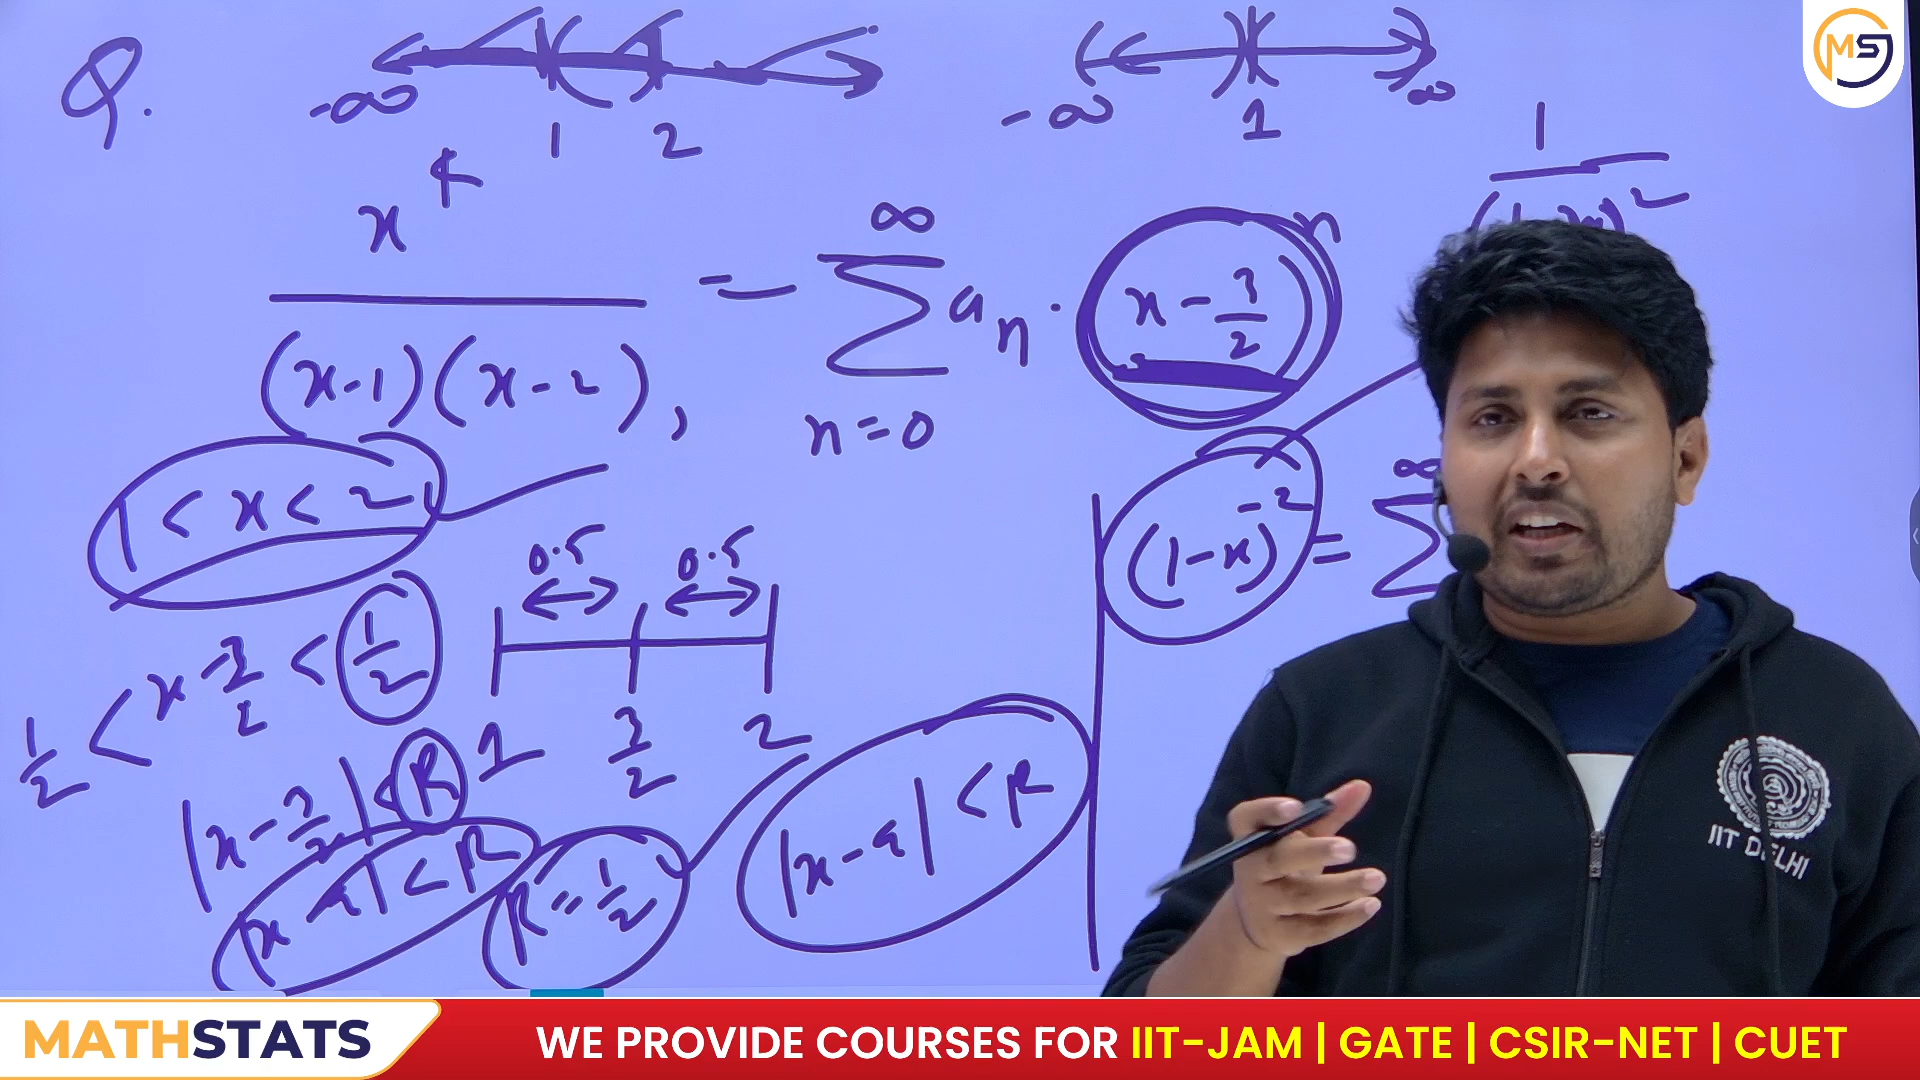 Q.
-∞ 1 2
-∞ 1 ∞
MS
x
(x-1)(x-2),
= ∞ Σ n=0 aₙ · (x - 3/2)ⁿ
1
(1-x)²
1 < x < 2
(1-x)⁻² = ∞ Σ
0.5 0.5
1 3/2 2
1/2 < x - 3/2 < 1/2
|x - 3/2| < R
|x - a| < R
R = 1/2
|x - a| < R
IIT DELHI
MATHSTATS
WE PROVIDE COURSES FOR IIT-JAM | GATE | CSIR-NET | CUET